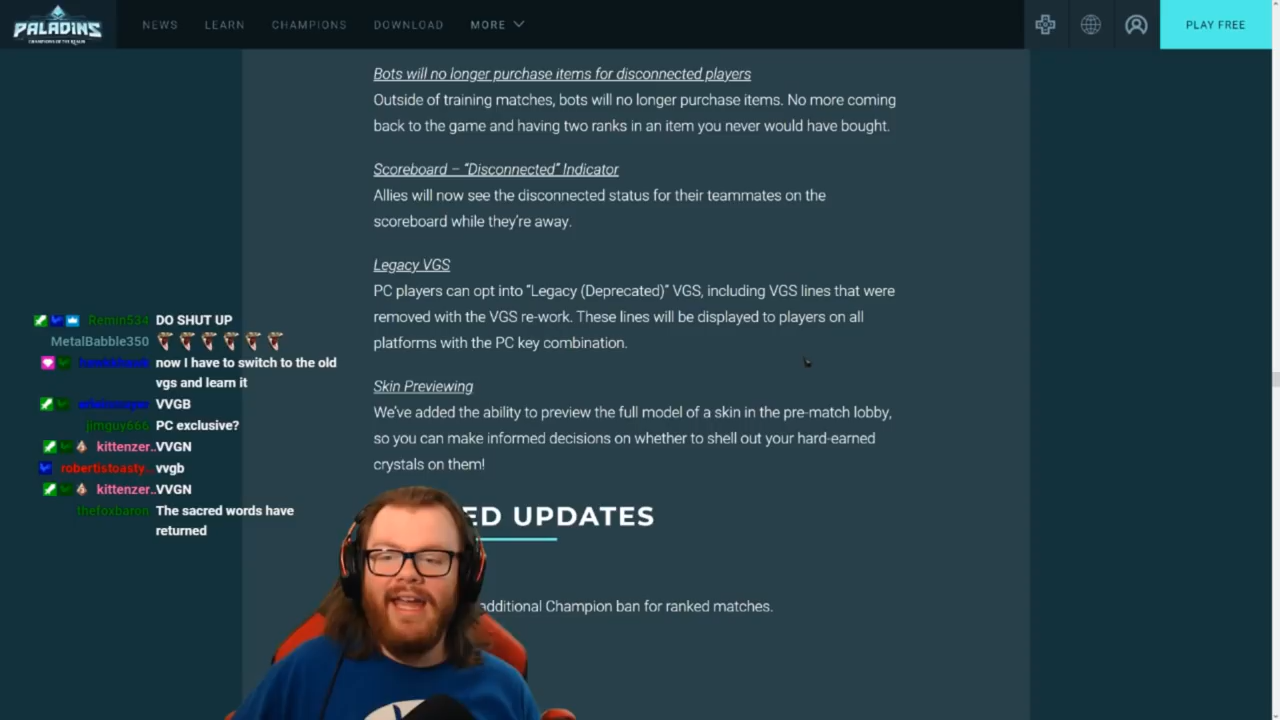 PALADINS
CHAMPIONS OF THE REALM
NEWS
LEARN
CHAMPIONS
DOWNLOAD
MORE
PLAY FREE
Bots will no longer purchase items for disconnected players
Outside of training matches, bots will no longer purchase items. No more coming
back to the game and having two ranks in an item you never would have bought.
Scoreboard – “Disconnected” Indicator
Allies will now see the disconnected status for their teammates on the
scoreboard while they’re away.
Legacy VGS
PC players can opt into “Legacy (Deprecated)” VGS, including VGS lines that were
removed with the VGS re-work. These lines will be displayed to players on all
platforms with the PC key combination.
Skin Previewing
We’ve added the ability to preview the full model of a skin in the pre-match lobby,
so you can make informed decisions on whether to shell out your hard-earned
crystals on them!
ED UPDATES
additional Champion ban for ranked matches.
Remin534 DO SHUT UP
MetalBabble350
now I have to switch to the old
vgs and learn it
VVGB
jimguy666 PC exclusive?
kittenzer.. VVGN
robertistoasty.. vvgb
kittenzer.. VVGN
thefoxbaron The sacred words have
returned